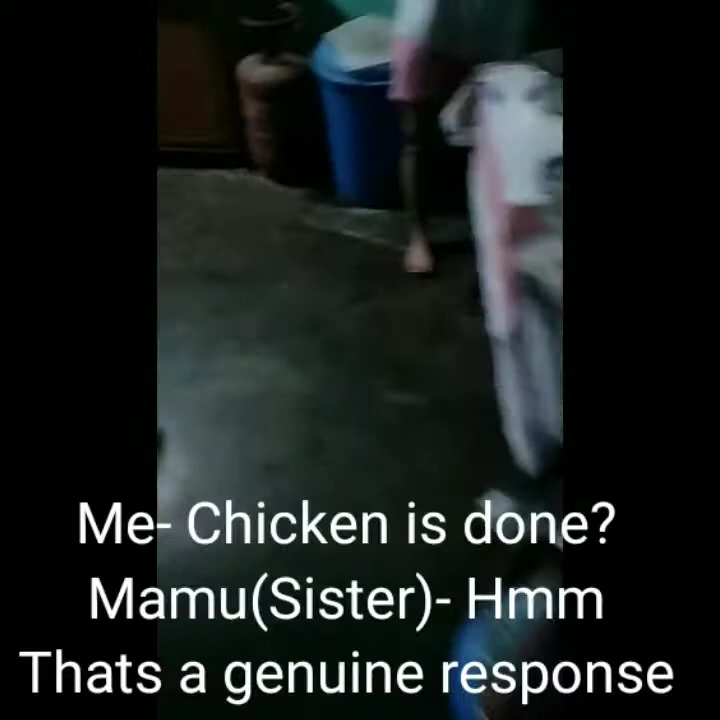 Me- Chicken is done?
Mamu(Sister)- Hmm
Thats a genuine response